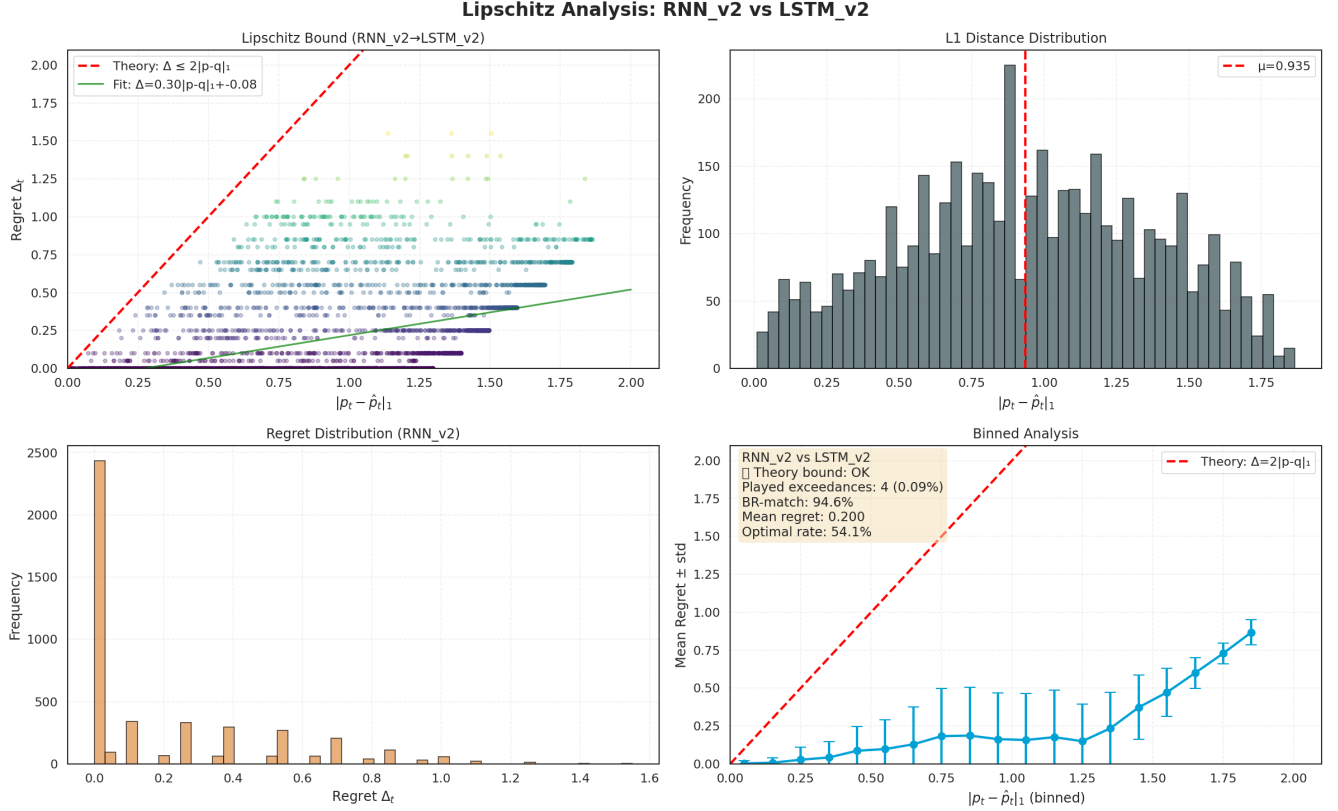 Lipschitz Analysis: RNN_v2 vs LSTM_v2
Lipschitz Bound (RNN_v2→LSTM_v2)
Theory: Δ ≤ 2|p-q|₁
Fit: Δ=0.30|p-q|₁+-0.08
Regret Δₜ
2.00
1.75
1.50
1.25
1.00
0.75
0.50
0.25
0.00
0.00 0.25 0.50 0.75 1.00 1.25 1.50 1.75 2.00
|pₜ − p̂ₜ|₁
L1 Distance Distribution
μ=0.935
Frequency
200
150
100
50
0
0.00 0.25 0.50 0.75 1.00 1.25 1.50 1.75
|pₜ − p̂ₜ|₁
Regret Distribution (RNN_v2)
Frequency
2500
2000
1500
1000
500
0
0.0 0.2 0.4 0.6 0.8 1.0 1.2 1.4 1.6
Regret Δₜ
Binned Analysis
RNN_v2 vs LSTM_v2
▯ Theory bound: OK
Played exceedances: 4 (0.09%)
BR-match: 94.6%
Mean regret: 0.200
Optimal rate: 54.1%
Theory: Δ=2|p-q|₁
Mean Regret ± std
2.00
1.75
1.50
1.25
1.00
0.75
0.50
0.25
0.00
0.00 0.25 0.50 0.75 1.00 1.25 1.50 1.75 2.00
|pₜ − p̂ₜ|₁ (binned)